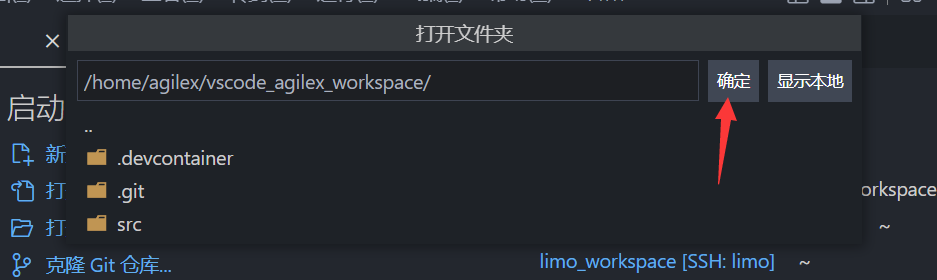 打开文件夹
/home/agilex/vscode_agilex_workspace/
确定
显示本地
..
.devcontainer
.git
src
启动
新
打
打
克隆 Git 仓库...
orkspace
~
limo_workspace [SSH: limo] ~